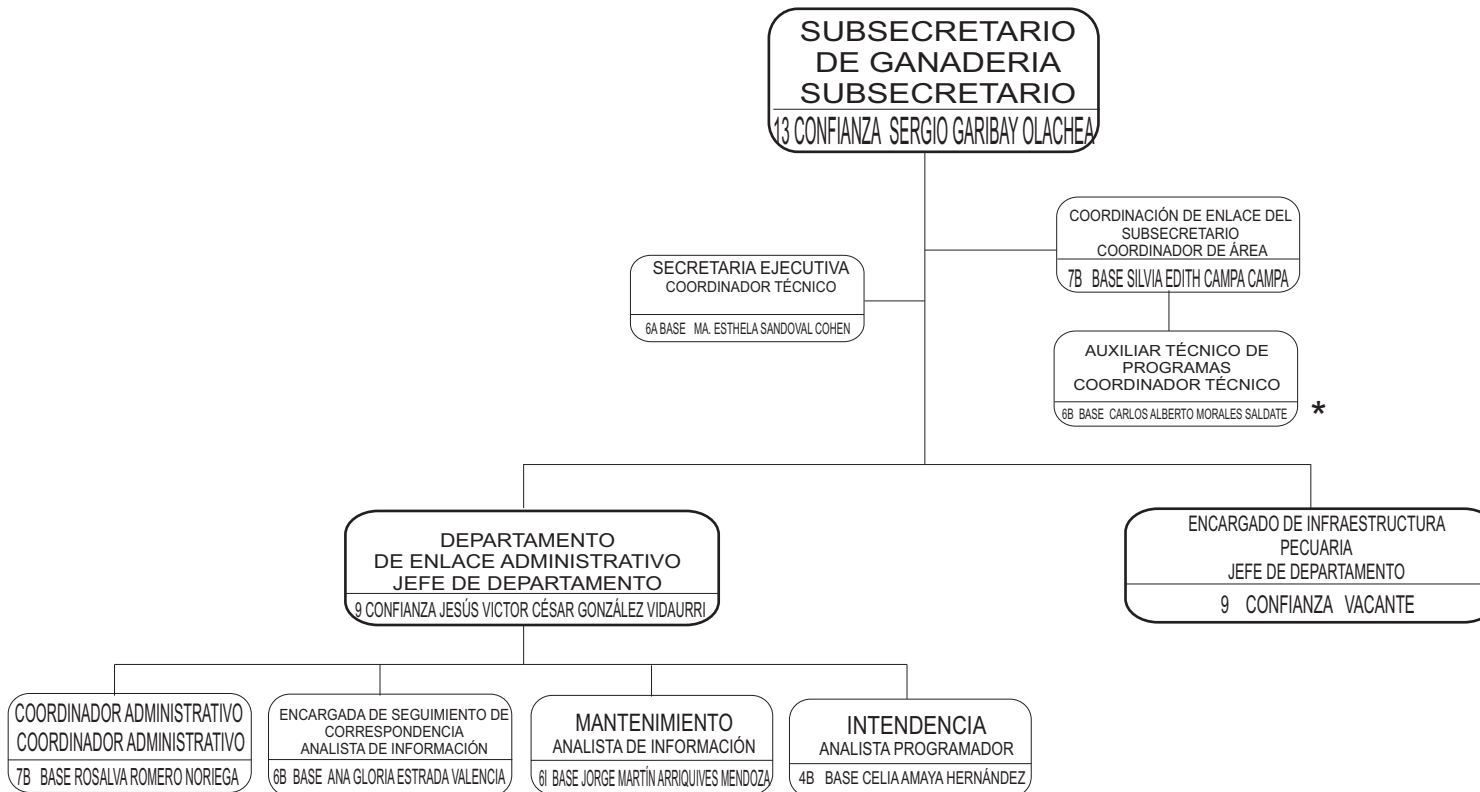 SUBSECRETARIO
DE GANADERIA
SUBSECRETARIO
13 CONFIANZA SERGIO GARIBAY OLACHEA
COORDINACIÓN DE ENLACE DEL
SUBSECRETARIO
COORDINADOR DE ÁREA
7B BASE SILVIA EDITH CAMPA CAMPA
SECRETARIA EJECUTIVA
COORDINADOR TÉCNICO
6A BASE MA. ESTHELA SANDOVAL COHEN
AUXILIAR TÉCNICO DE
PROGRAMAS
COORDINADOR TÉCNICO
6B BASE CARLOS ALBERTO MORALES SALDATE *
DEPARTAMENTO
DE ENLACE ADMINISTRATIVO
JEFE DE DEPARTAMENTO
9 CONFIANZA JESÚS VICTOR CÉSAR GONZÁLEZ VIDAURRI
ENCARGADO DE INFRAESTRUCTURA
PECUARIA
JEFE DE DEPARTAMENTO
9 CONFIANZA VACANTE
COORDINADOR ADMINISTRATIVO
COORDINADOR ADMINISTRATIVO
7B BASE ROSALVA ROMERO NORIEGA
ENCARGADA DE SEGUIMIENTO DE
CORRESPONDENCIA
ANALISTA DE INFORMACIÓN
6B BASE ANA GLORIA ESTRADA VALENCIA
MANTENIMIENTO
ANALISTA DE INFORMACIÓN
6I BASE JORGE MARTÍN ARRIQUIVES MENDOZA
INTENDENCIA
ANALISTA PROGRAMADOR
4B BASE CELIA AMAYA HERNÁNDEZ